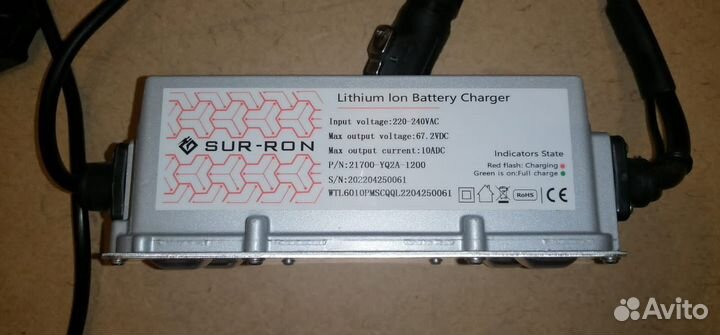 Lithium Ion Battery Charger
Input voltage:220-240VAC
Max output voltage:67.2VDC
Max output current:10ADC
P/N:21700-YQ2A-1200
S/N:202204250061
WTL6010PMSCQQL2204250061
SUR-RON
Indicators State
Red flash: Charging
Green is on:Full charge
RoHS
CE
Avito